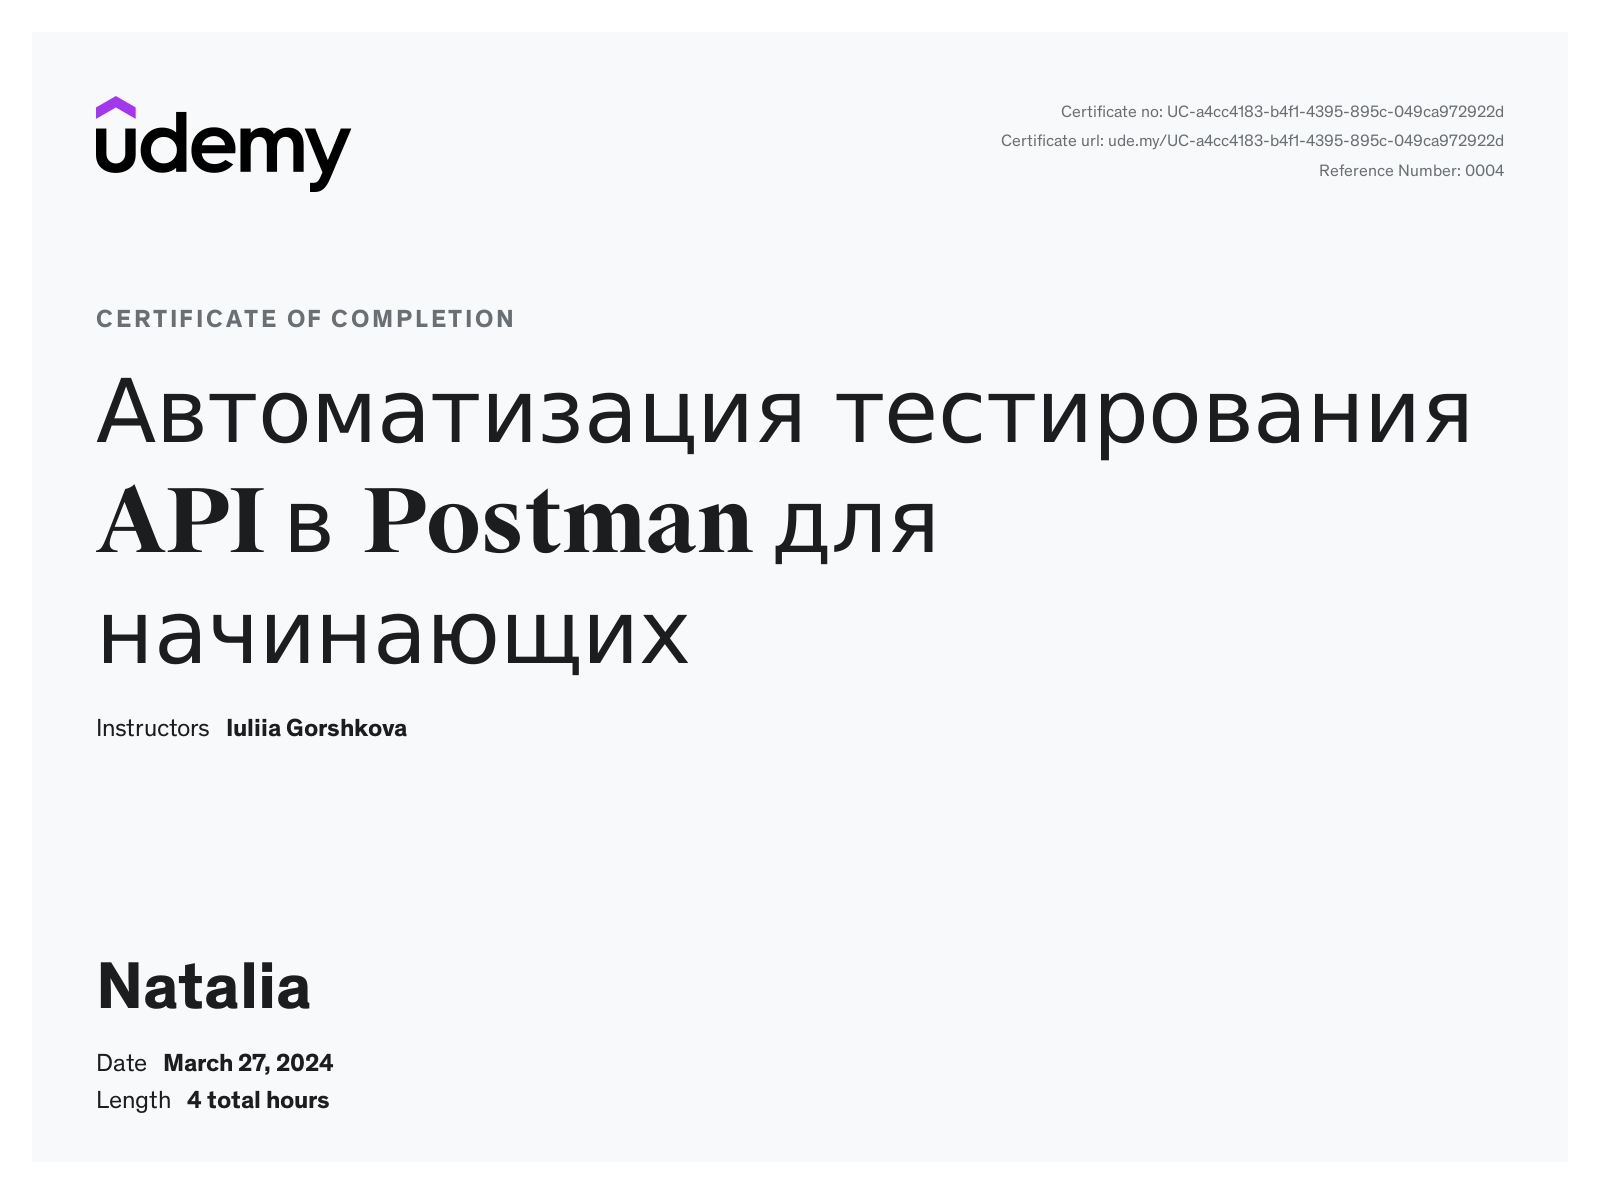 udemy
Certificate no: UC-a4cc4183-b4f1-4395-895c-049ca972922d
Certificate url: ude.my/UC-a4cc4183-b4f1-4395-895c-049ca972922d
Reference Number: 0004
CERTIFICATE OF COMPLETION
Автоматизация тестирования
API в Postman для
начинающих
Instructors Iuliia Gorshkova
Natalia
Date March 27, 2024
Length 4 total hours